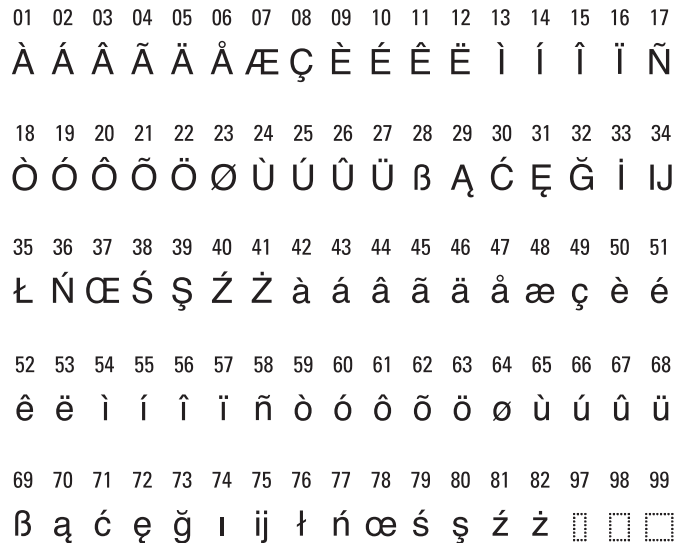 01 02 03 04 05 06 07 08 09 10 11 12 13 14 15 16 17
À Á Â Ã Ä Å Æ Ç È É Ê Ë Ì Í Î Ï Ñ
18 19 20 21 22 23 24 25 26 27 28 29 30 31 32 33 34
Ò Ó Ô Õ Ö Ø Ù Ú Û Ü ß Ą Ć Ę Ğ İ IJ
35 36 37 38 39 40 41 42 43 44 45 46 47 48 49 50 51
Ł Ń Œ Ś Ş Ź Ż à á â ã ä å æ ç è é
52 53 54 55 56 57 58 59 60 61 62 63 64 65 66 67 68
ê ë ì í î ï ñ ò ó ô õ ö ø ù ú û ü
69 70 71 72 73 74 75 76 77 78 79 80 81 82 97 98 99
ß ą ć ę ğ ı ij ł ń œ ś ş ź ż